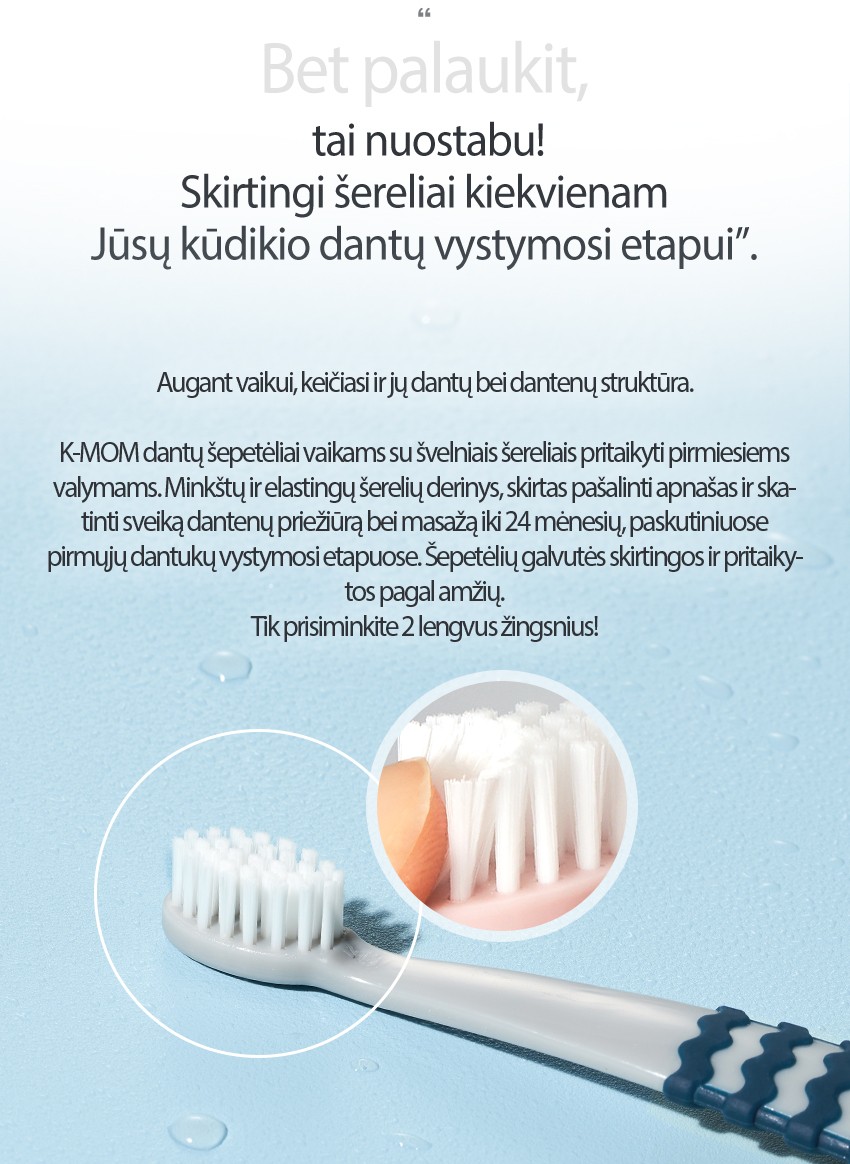 “
Bet palaukit,
tai nuostabu!
Skirtingi šereliai kiekvienam
Jūsų kūdikio dantų vystymosi etapui”.
Augant vaikui, keičiasi ir jų dantų bei dantenų struktūra.
K-MOM dantų šepetėliai vaikams su švelniais šereliais pritaikyti pirmiesiems
valymams. Minkštų ir elastingų šerelių derinys, skirtas pašalinti apnašas ir ska-
tinti sveiką dantenų priežiūrą bei masažą iki 24 mėnesių, paskutiniuose
pirmųjų dantukų vystymosi etapuose. Šepetėlių galvutės skirtingos ir pritaiky-
tos pagal amžių.
Tik prisiminkite 2 lengvus žingsnius!